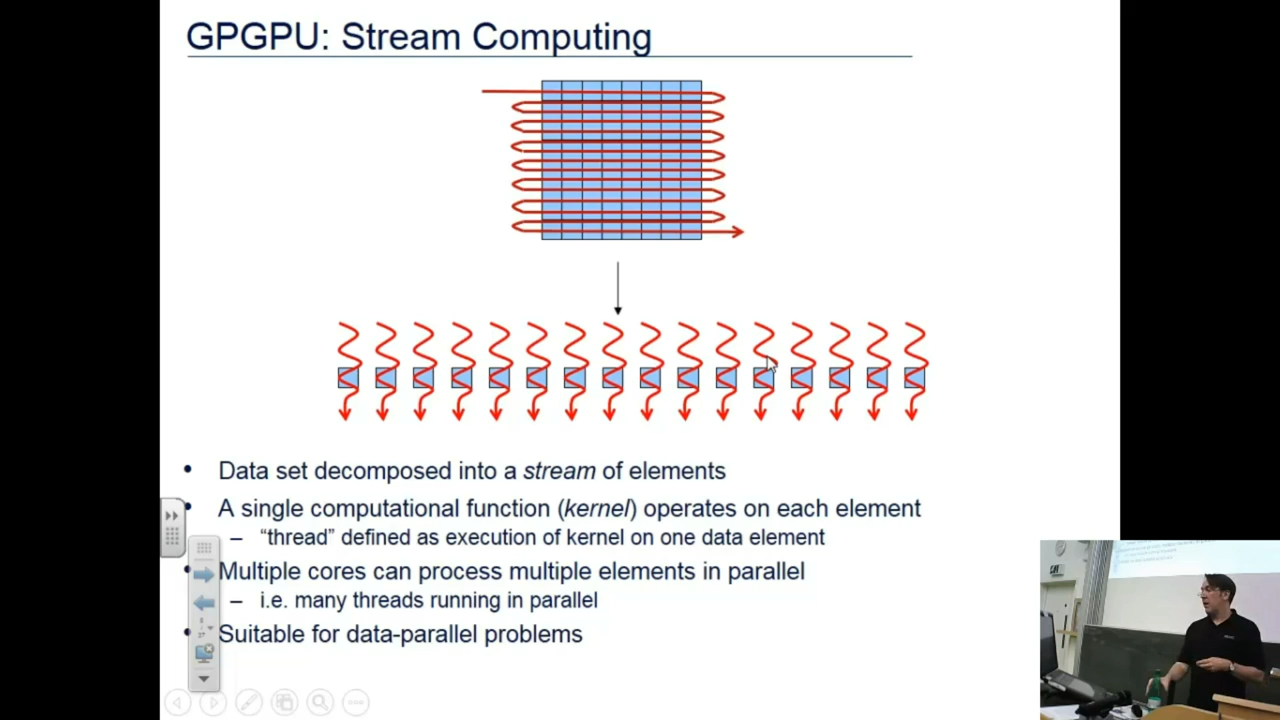 GPGPU: Stream Computing
• Data set decomposed into a stream of elements
• A single computational function (kernel) operates on each element
– “thread” defined as execution of kernel on one data element
• Multiple cores can process multiple elements in parallel
– i.e. many threads running in parallel
• Suitable for data-parallel problems